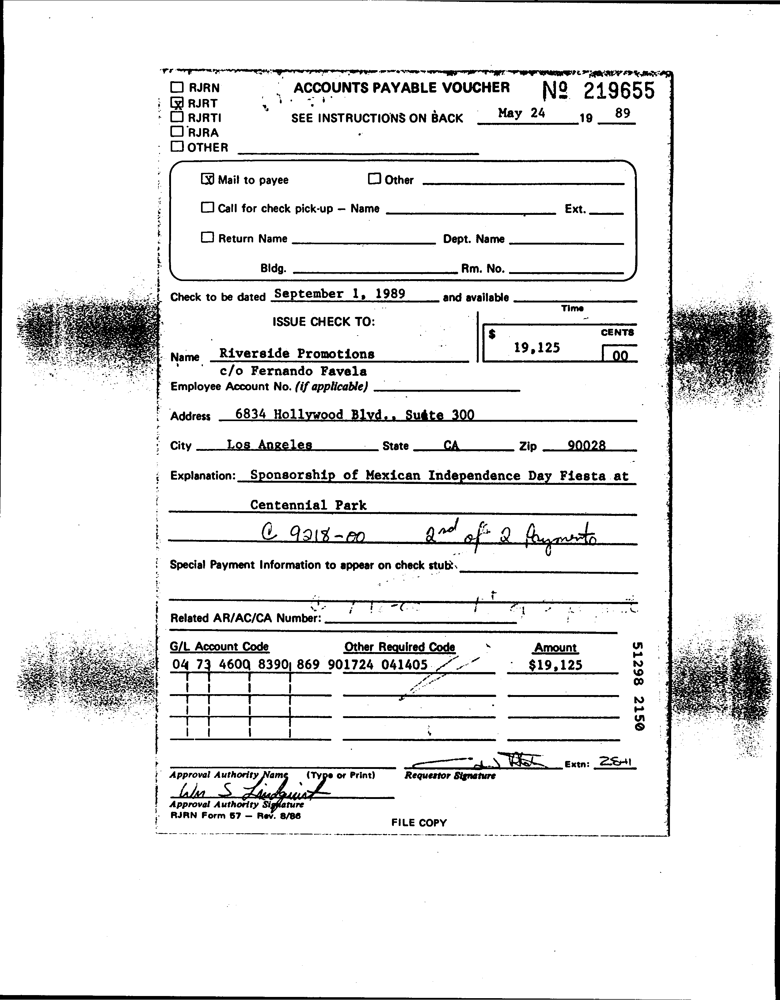 ☐ RJRN ACCOUNTS PAYABLE VOUCHER Nº 219655
☒ RJRT
☐ RJRTI SEE INSTRUCTIONS ON BACK May 24 19 89
☐ RJRA
☐ OTHER
☒ Mail to payee ☐ Other
☐ Call for check pick-up — Name Ext.
☐ Return Name Dept. Name
Bldg. Rm. No.
Check to be dated September 1, 1989 and available
Time
ISSUE CHECK TO:
$ CENTS
19,125 00
Name Riverside Promotions
c/o Fernando Favela
Employee Account No. (if applicable)
Address 6834 Hollywood Blvd., Suite 300
City Los Angeles State CA Zip 90028
Explanation: Sponsorship of Mexican Independence Day Fiesta at
Centennial Park
C 9218-00 2nd of 2 Payments
Special Payment Information to appear on check stub:
Related AR/AC/CA Number:
G/L Account Code Other Required Code Amount
04 73 4600 8390 869 901724 041405 $19,125
Extn:
Approval Authority Name (Type or Print) Requestor Signature
Wm S Lindquist
Approval Authority Signature
RJRN Form 57 — Rev. 8/86
FILE COPY
51298 2150